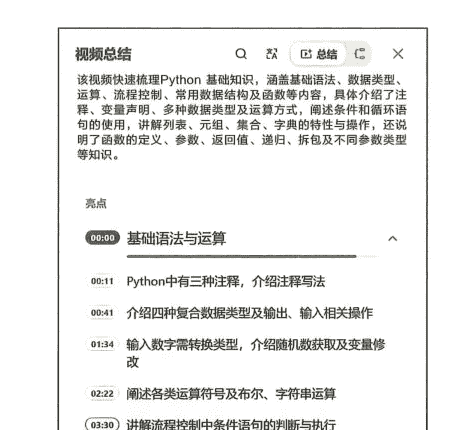 视频总结
总结
该视频快速梳理Python 基础知识，涵盖基础语法、数据类型、
运算、流程控制、常用数据结构及函数等内容，具体介绍了注
释、变量声明、多种数据类型及运算方式，阐述条件和循环语
句的使用，讲解列表、元组、集合、字典的特性与操作，还说
明了函数的定义、参数、返回值、递归、拆包及不同参数类型
等知识。
亮点
00:00 基础语法与运算
00:11 Python中有三种注释，介绍注释写法
00:41 介绍四种复合数据类型及输出、输入相关操作
01:34 输入数字需转换类型，介绍随机数获取及变量修
改
02:22 阐述各类运算符号及布尔、字符串运算
03:30 讲解流程控制中条件语句的判断与执行